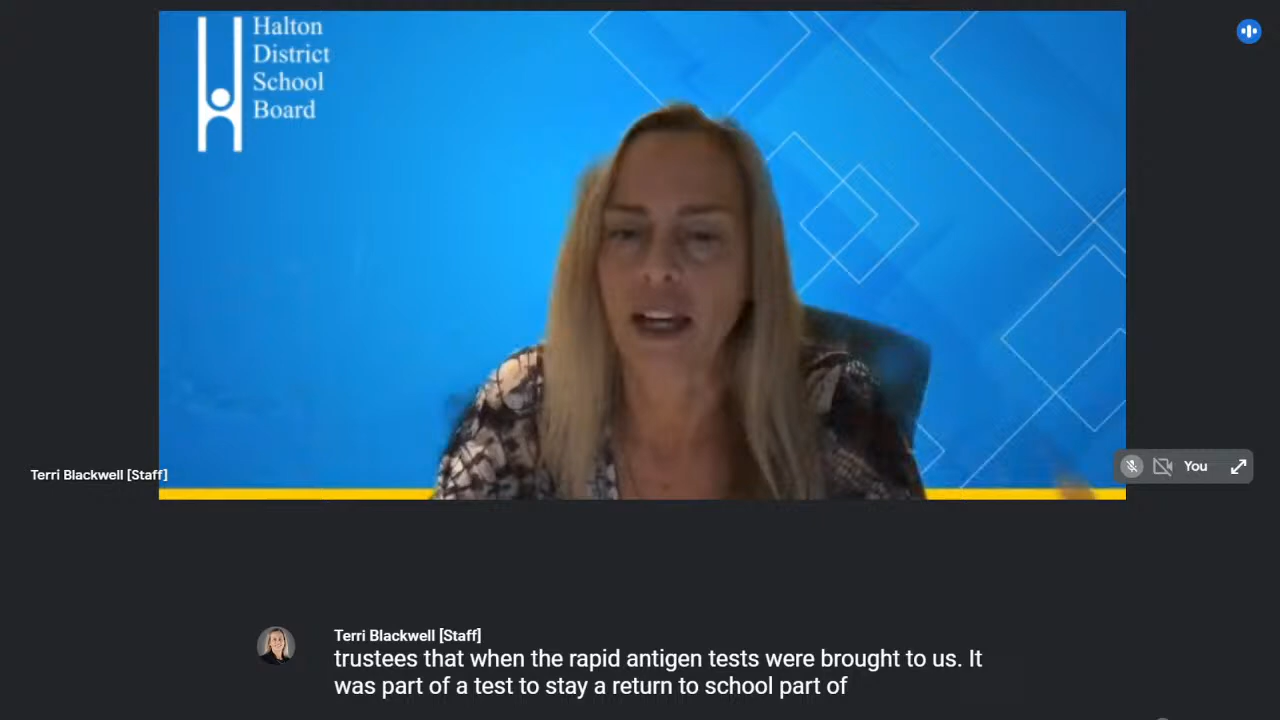 Halton
District
School
Board
Terri Blackwell [Staff]
You
Terri Blackwell [Staff]
trustees that when the rapid antigen tests were brought to us. It
was part of a test to stay a return to school part of